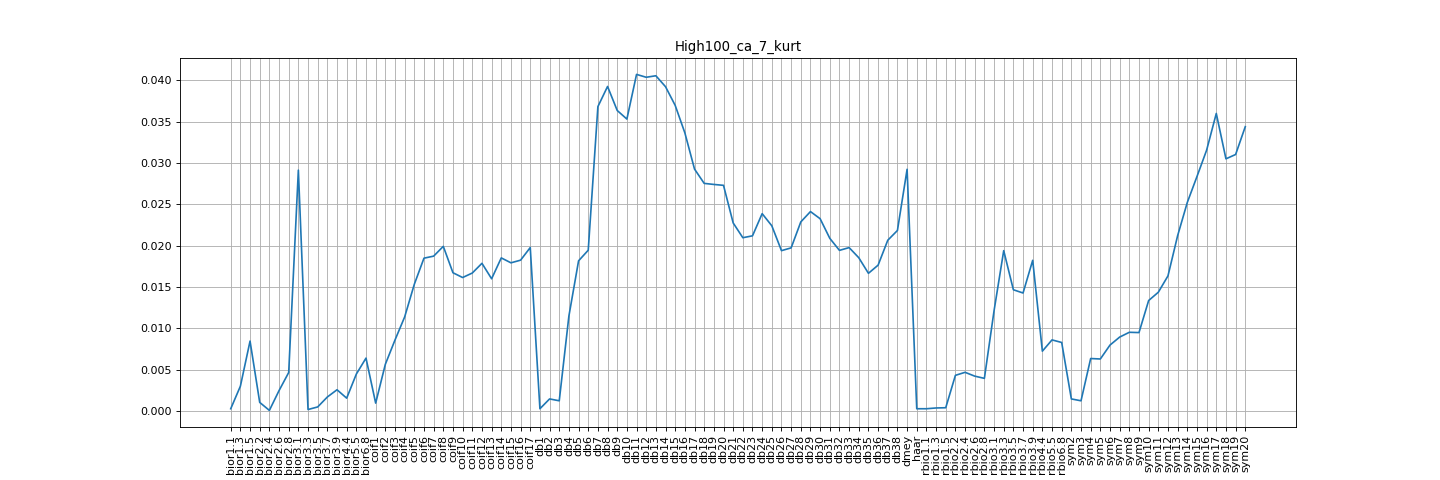 High100_ca_7_kurt
0.040
0.035
0.030
0.025
0.020
0.015
0.010
0.005
0.000
bior1.1
bior1.3
bior1.5
bior2.2
bior2.4
bior2.6
bior2.8
bior3.1
bior3.3
bior3.5
bior3.7
bior3.9
bior4.4
bior5.5
bior6.8
coif1
coif2
coif3
coif4
coif5
coif6
coif7
coif8
coif9
coif10
coif11
coif12
coif13
coif14
coif15
coif16
coif17
db1
db2
db3
db4
db5
db6
db7
db8
db9
db10
db11
db12
db13
db14
db15
db16
db17
db18
db19
db20
db21
db22
db23
db24
db25
db26
db27
db28
db29
db30
db31
db32
db33
db34
db35
db36
db37
db38
dmey
haar
rbio1.1
rbio1.3
rbio1.5
rbio2.2
rbio2.4
rbio2.6
rbio2.8
rbio3.1
rbio3.3
rbio3.5
rbio3.7
rbio3.9
rbio4.4
rbio5.5
rbio6.8
sym2
sym3
sym4
sym5
sym6
sym7
sym8
sym9
sym10
sym11
sym12
sym13
sym14
sym15
sym16
sym17
sym18
sym19
sym20